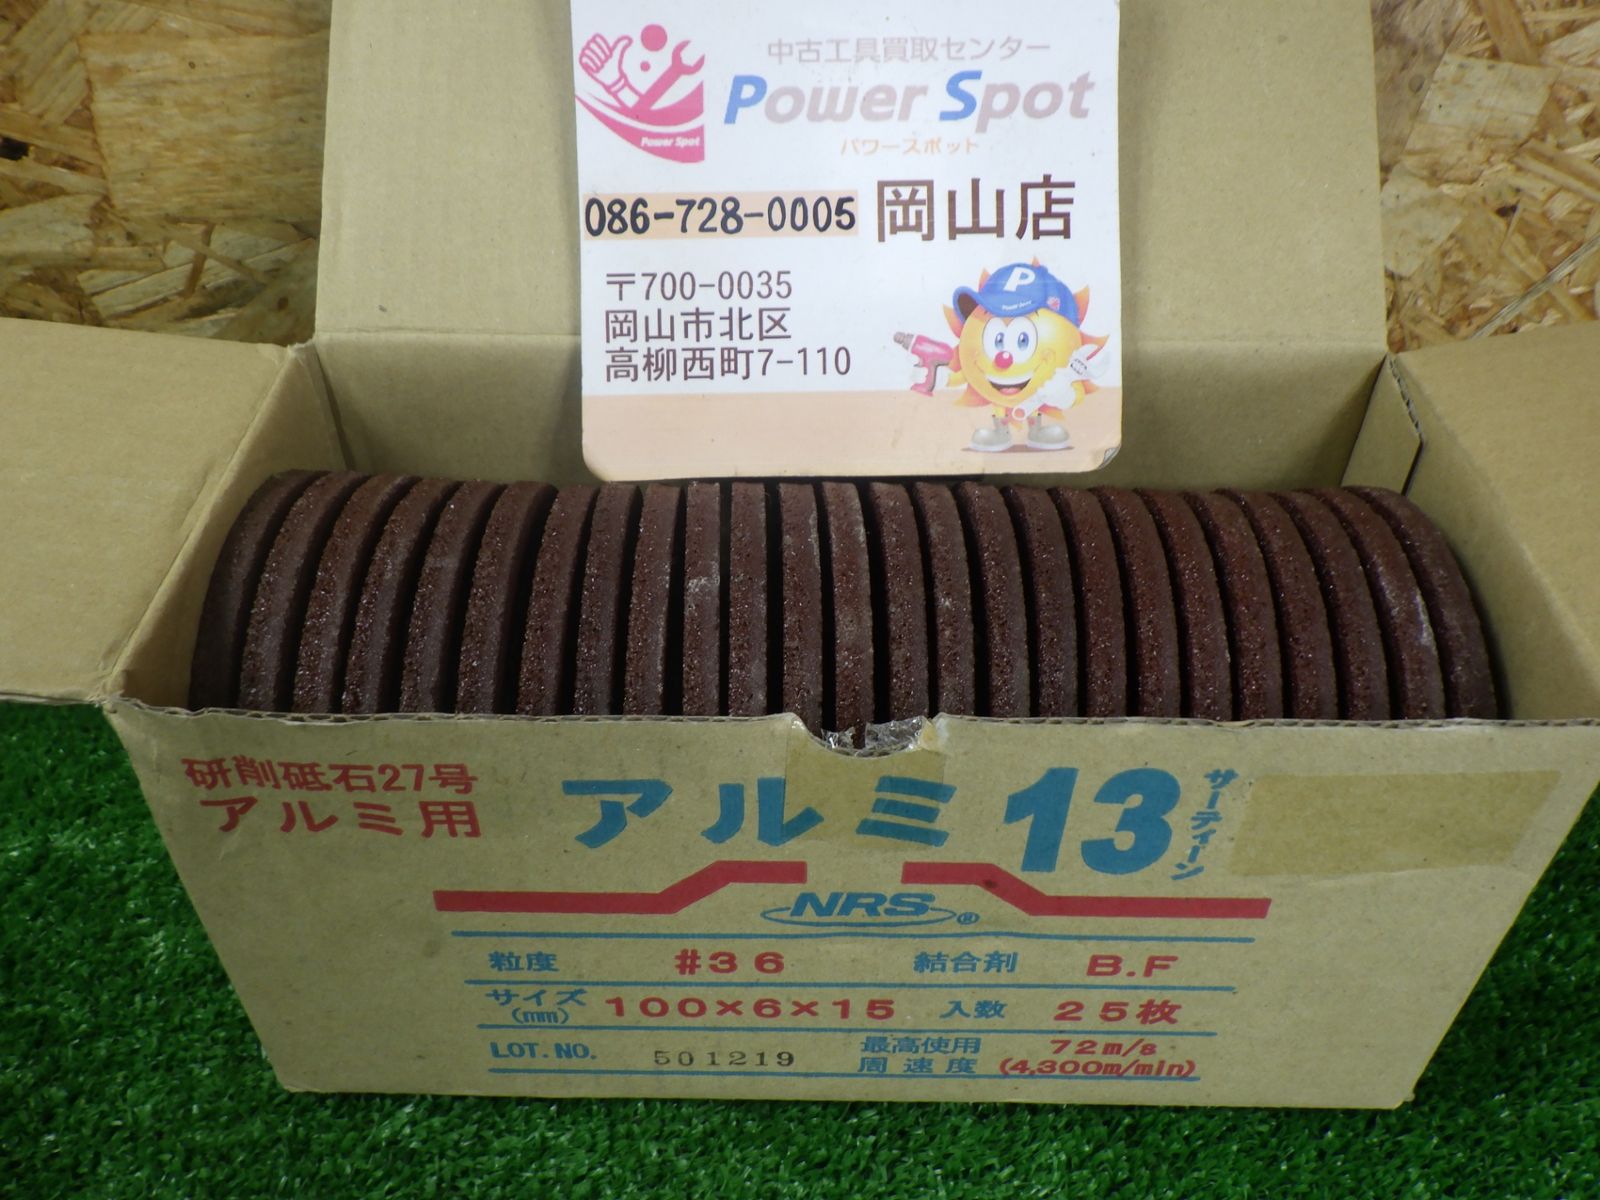 中古工具買取センター
Power Spot
Power Spot
パワースポット
086-728-0005 岡山店
〒700-0035
岡山市北区
高柳西町7-110
P
Power Spot
研削砥石27号
アルミ用
アルミ13
サーティーン
NRS®
粒度 #36 結合剤 B.F
サイズ(mm) 100×6×15 入数 25枚
LOT.NO. 501219 最高使用周速度 72m/s
(4,300m/min)